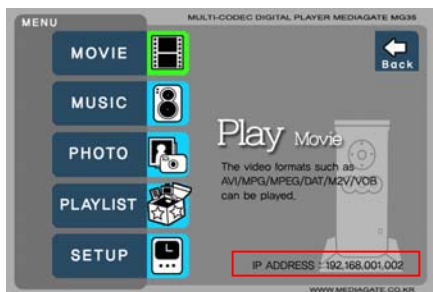 MENU
MULTI-CODEC DIGITAL PLAYER MEDIAGATE MG35
MOVIE
Back
MUSIC
Play Movie
PHOTO
The video formats such as
AVI/MPG/MPEG/DAT/M2V/VOB
can be played.
PLAYLIST
SETUP
IP ADDRESS : 192.168.001.002
WWW.MEDIAGATE.CO.KR